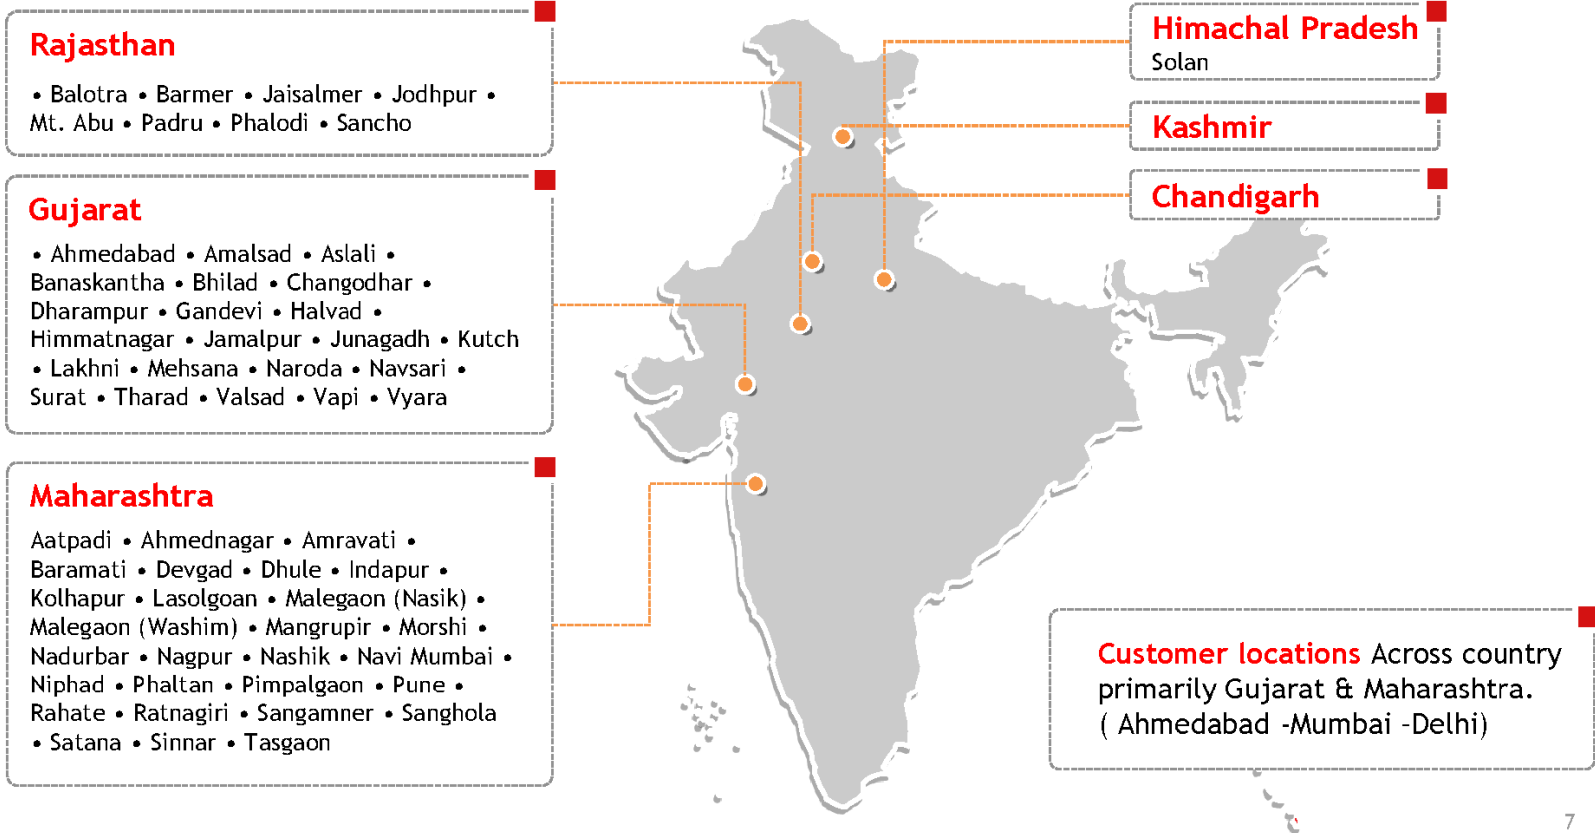 Rajasthan
• Balotra • Barmer • Jaisalmer • Jodhpur •
Mt. Abu • Padru • Phalodi • Sancho
Gujarat
• Ahmedabad • Amalsad • Aslali •
Banaskantha • Bhilad • Changodhar •
Dharampur • Gandevi • Halvad •
Himmatnagar • Jamalpur • Junagadh • Kutch
• Lakhni • Mehsana • Naroda • Navsari •
Surat • Tharad • Valsad • Vapi • Vyara
Maharashtra
Aatpadi • Ahmednagar • Amravati •
Baramati • Devgad • Dhule • Indapur •
Kolhapur • Lasolgoan • Malegaon (Nasik) •
Malegaon (Washim) • Mangrupir • Morshi •
Nadurbar • Nagpur • Nashik • Navi Mumbai •
Niphad • Phaltan • Pimpalgaon • Pune •
Rahate • Ratnagiri • Sangamner • Sanghola
• Satana • Sinnar • Tasgaon
Himachal Pradesh
Solan
Kashmir
Chandigarh
Customer locations Across country
primarily Gujarat & Maharashtra.
( Ahmedabad -Mumbai -Delhi)
7